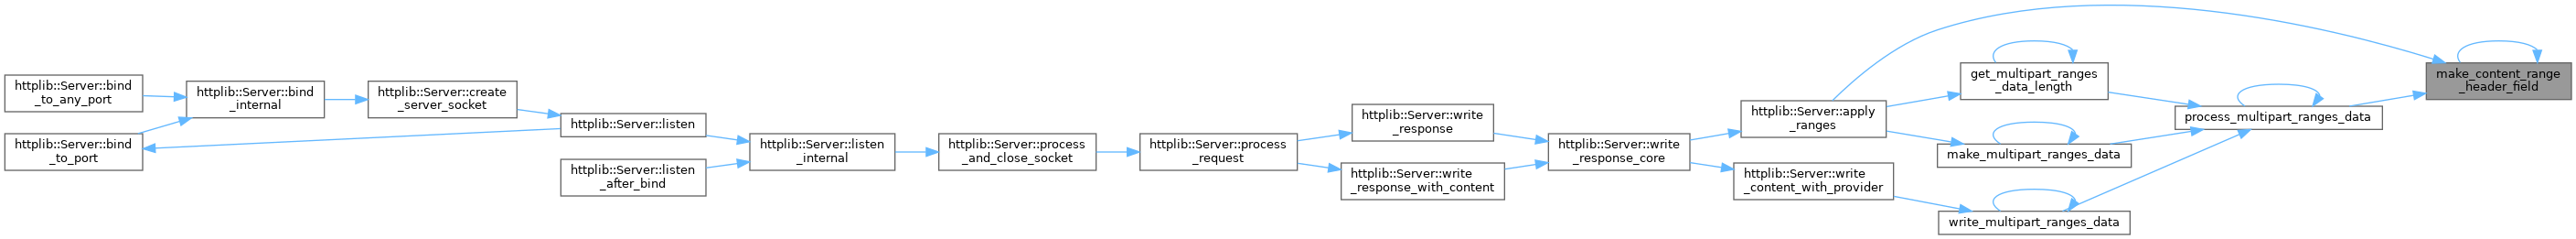 httplib::Server::bind
_to_any_port
httplib::Server::bind
_to_port
httplib::Server::bind
_internal
httplib::Server::create
_server_socket
httplib::Server::listen
httplib::Server::listen
_after_bind
httplib::Server::listen
_internal
httplib::Server::process
_and_close_socket
httplib::Server::process
_request
httplib::Server::write
_response
httplib::Server::write
_response_with_content
httplib::Server::write
_response_core
httplib::Server::apply
_ranges
httplib::Server::write
_content_with_provider
get_multipart_ranges
_data_length
make_multipart_ranges_data
write_multipart_ranges_data
process_multipart_ranges_data
make_content_range
_header_field